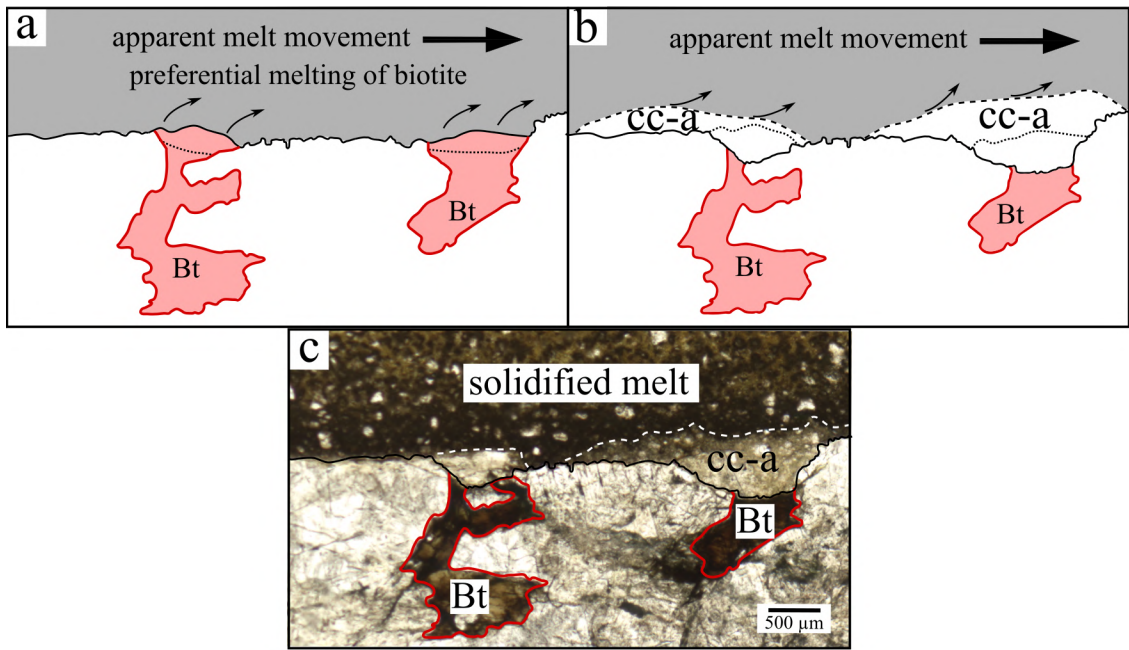 a
apparent melt movement
preferential melting of biotite
Bt
Bt
b
apparent melt movement
cc-a
cc-a
Bt
Bt
c
solidified melt
cc-a
Bt
Bt
500 µm